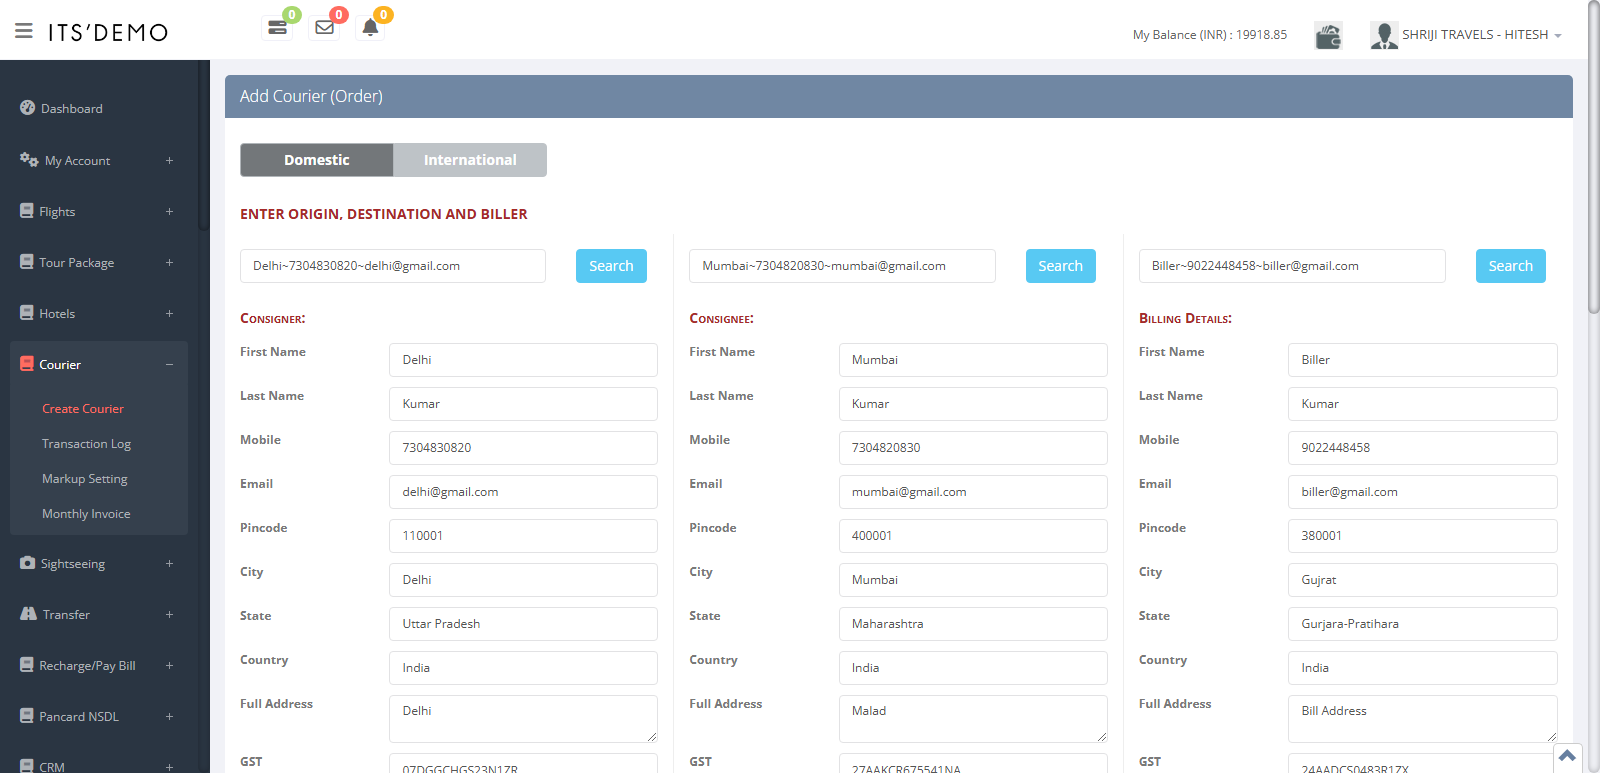 ITS'DEMO
0
0
0
My Balance (INR) : 19918.85
SHRIJI TRAVELS - HITESH
Dashboard
My Account +
Flights +
Tour Package +
Hotels +
Courier −
Create Courier
Transaction Log
Markup Setting
Monthly Invoice
Sightseeing +
Transfer +
Recharge/Pay Bill +
Pancard NSDL +
CRM +
Add Courier (Order)
Domestic International
ENTER ORIGIN, DESTINATION AND BILLER
Delhi~7304830820~delhi@gmail.com Search
Consigner:
First Name Delhi
Last Name Kumar
Mobile 7304830820
Email delhi@gmail.com
Pincode 110001
City Delhi
State Uttar Pradesh
Country India
Full Address Delhi
GST 07DGGCHGS23N1ZR
Mumbai~7304820830~mumbai@gmail.com Search
Consignee:
First Name Mumbai
Last Name Kumar
Mobile 7304820830
Email mumbai@gmail.com
Pincode 400001
City Mumbai
State Maharashtra
Country India
Full Address Malad
GST 27AAKCR675541NA
Biller~9022448458~biller@gmail.com Search
Billing Details:
First Name Biller
Last Name Kumar
Mobile 9022448458
Email biller@gmail.com
Pincode 380001
City Gujrat
State Gurjara-Pratihara
Country India
Full Address Bill Address
GST 24AADCS0483R1ZX